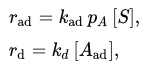 r_ad = k_ad p_A [S],
r_d = k_d [A_ad],